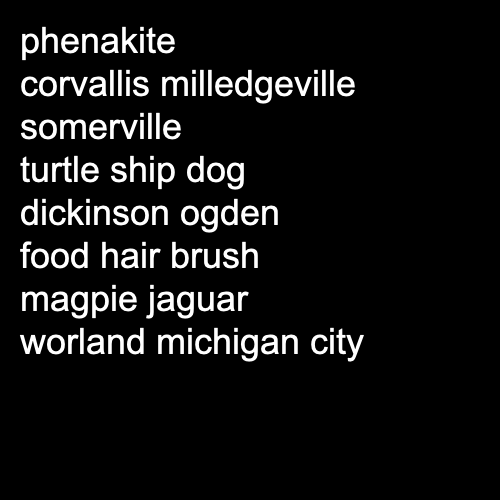 phenakite
corvallis milledgeville
somerville
turtle ship dog
dickinson ogden
food hair brush
magpie jaguar
worland michigan city